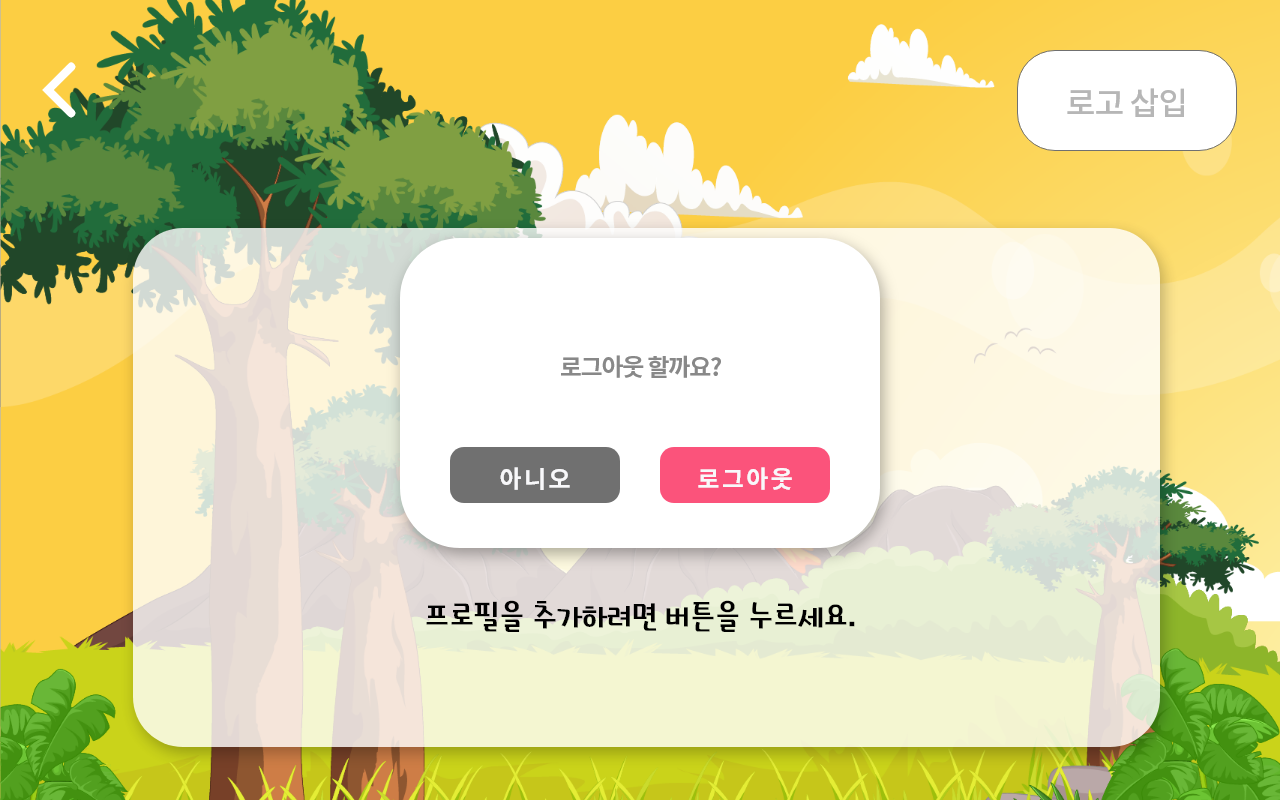 로고 삽입
로그아웃 할까요?
아니오
로그아웃
프로필을 추가하려면 버튼을 누르세요.